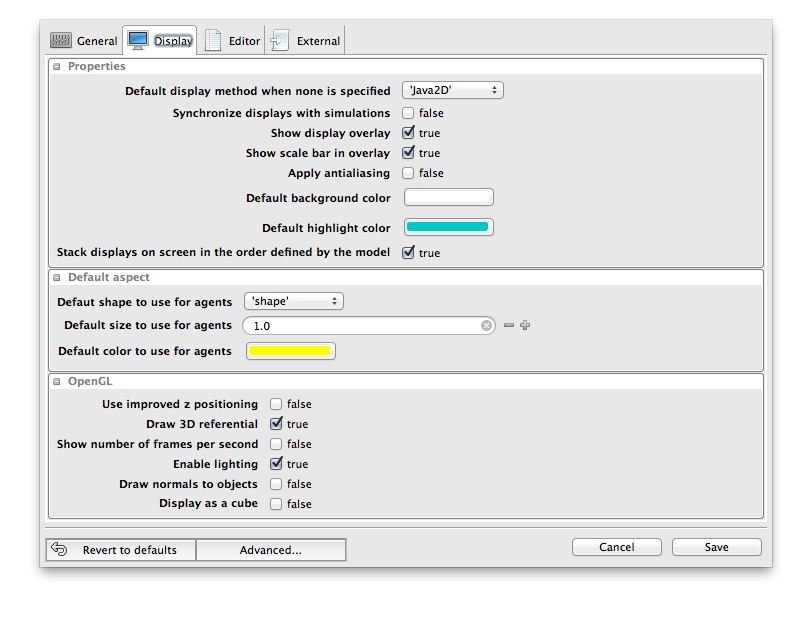 General Display Editor External
Properties
Default display method when none is specified 'Java2D'
Synchronize displays with simulations false
Show display overlay true
Show scale bar in overlay true
Apply antialiasing false
Default background color
Default highlight color
Stack displays on screen in the order defined by the model true
Default aspect
Defaut shape to use for agents 'shape'
Default size to use for agents 1.0
Default color to use for agents
OpenGL
Use improved z positioning false
Draw 3D referential true
Show number of frames per second false
Enable lighting true
Draw normals to objects false
Display as a cube false
Revert to defaults Advanced... Cancel Save